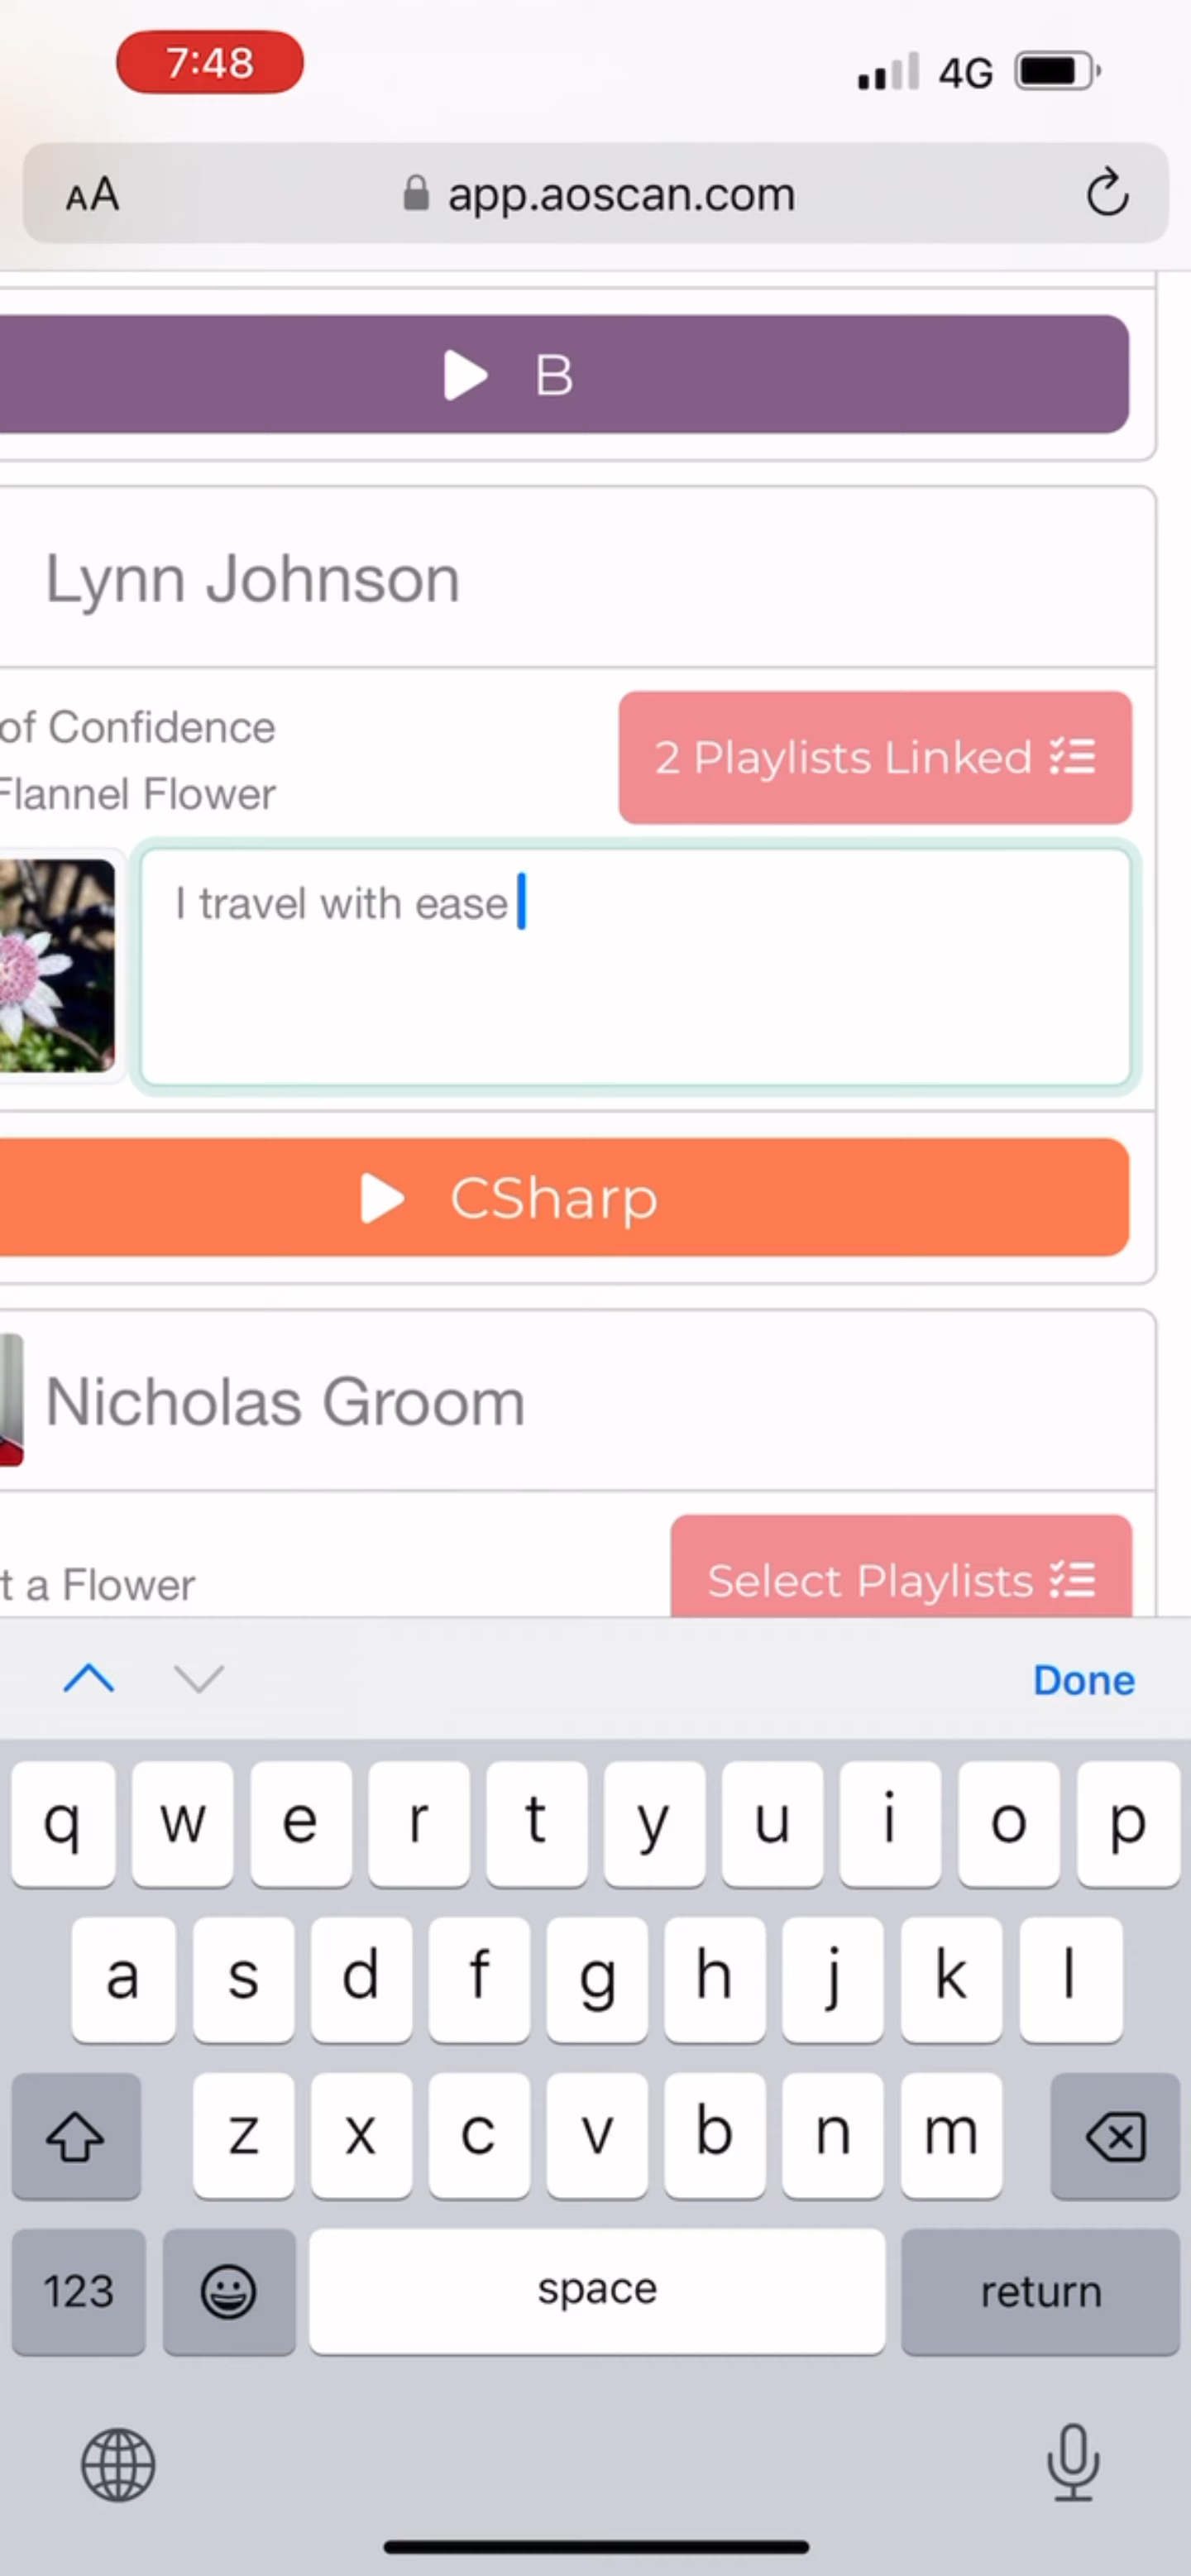 7:48 4G
AA app.aoscan.com
B
Lynn Johnson
of Confidence
Flannel Flower
2 Playlists Linked
I travel with ease
CSharp
Nicholas Groom
t a Flower
Select Playlists
Done
q w e r t y u i o p
a s d f g h j k l
z x c v b n m
123 space return